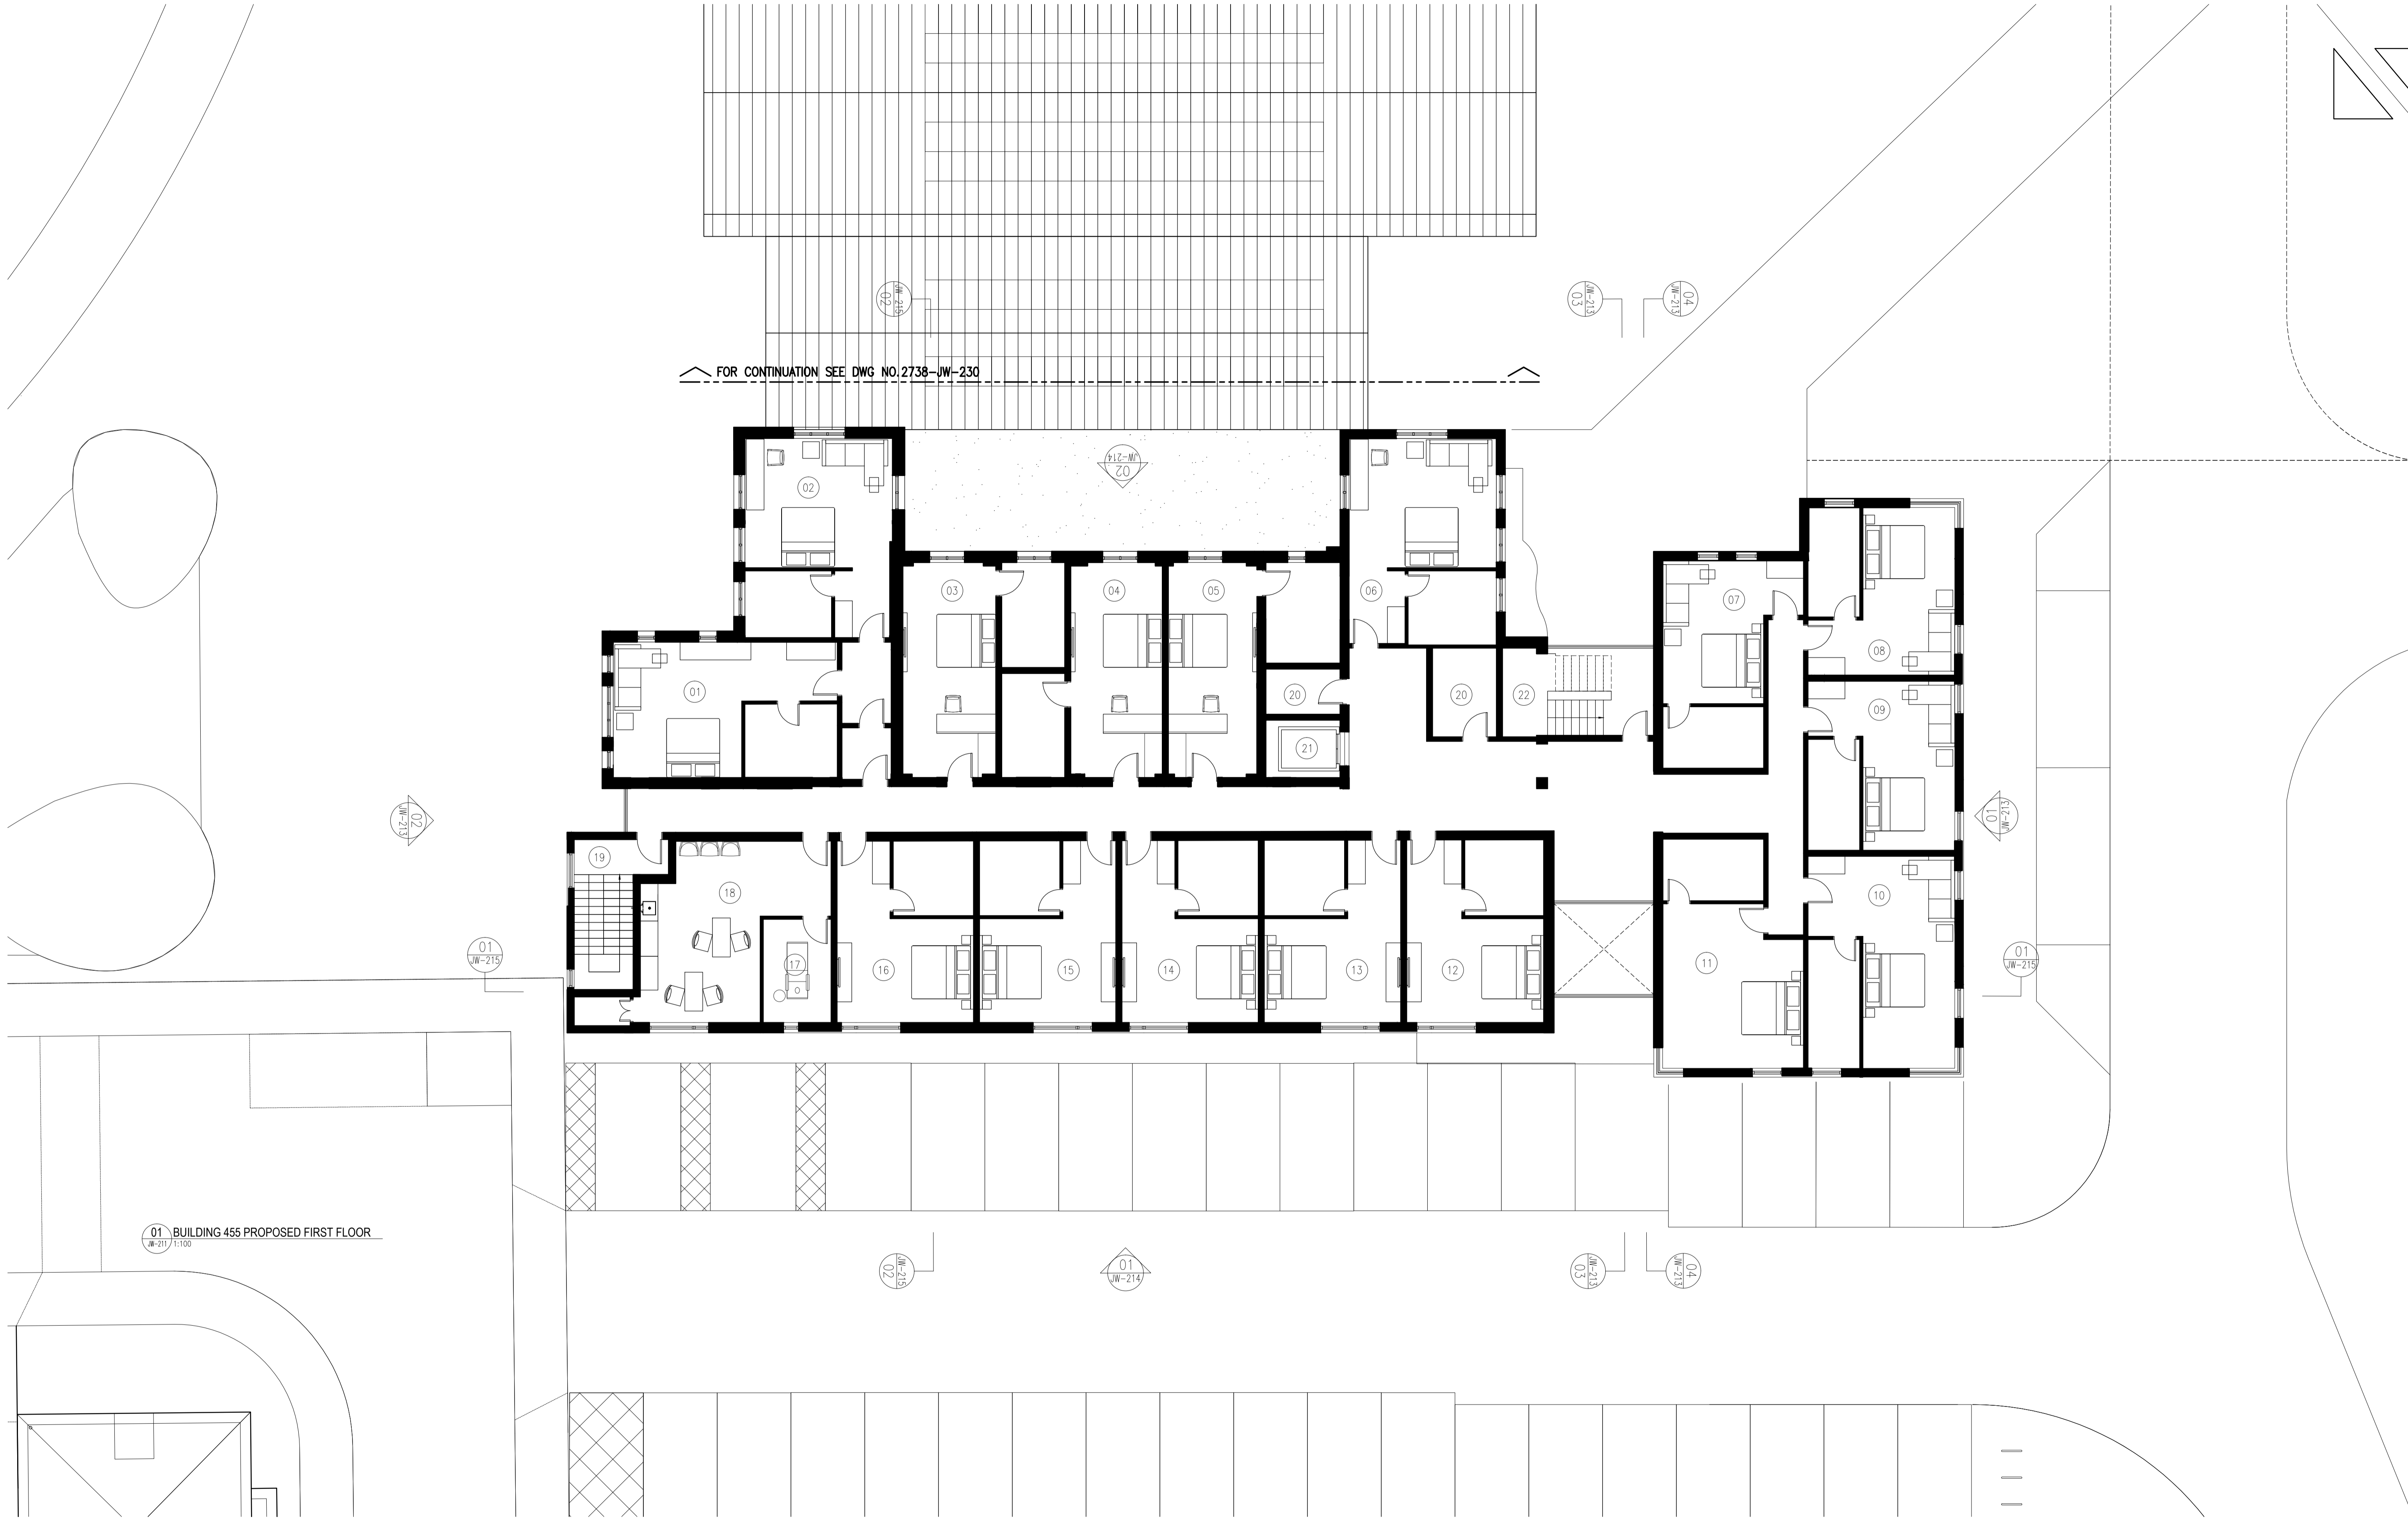 JW-215
02
JW-213
03
04
JW-213
FOR CONTINUATION SEE DWG NO.2738-JW-230
02
JW-214
02
03
04
05
06
07
08
01
20
20
22
09
21
02
JW-213
01
JW-213
19
18
10
01
JW-215
17
16
15
14
13
12
11
01
JW-215
01 BUILDING 455 PROPOSED FIRST FLOOR
JW-211 1:100
JW-215
02
01
JW-214
JW-213
03
04
JW-213